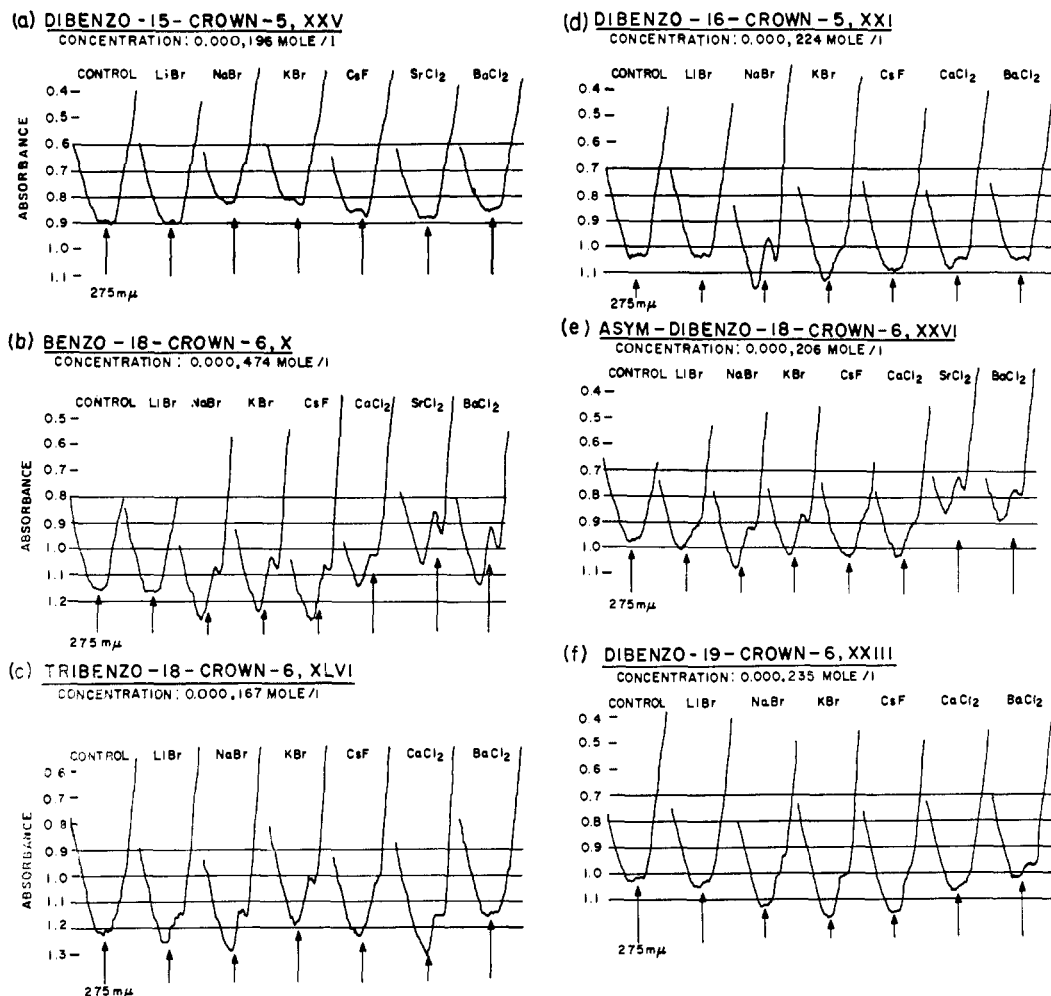 (a) DIBENZO-15-CROWN-5, XXV
CONCENTRATION: 0.000,196 MOLE/l
CONTROL LiBr NaBr KBr CsF SrCl2 BaCl2
ABSORBANCE
0.4
0.5
0.6
0.7
0.8
0.9
1.0
1.1
275mμ
(b) BENZO-18-CROWN-6, X
CONCENTRATION: 0.000,474 MOLE/l
CONTROL LiBr NaBr KBr CsF CaCl2 SrCl2 BaCl2
ABSORBANCE
0.5
0.6
0.7
0.8
0.9
1.0
1.1
1.2
275mμ
(c) TRIBENZO-18-CROWN-6, XLVI
CONCENTRATION: 0.000,167 MOLE/l
CONTROL LiBr NaBr KBr CsF CaCl2 BaCl2
ABSORBANCE
0.6
0.7
0.8
0.9
1.0
1.1
1.2
1.3
275mμ
(d) DIBENZO-16-CROWN-5, XXI
CONCENTRATION: 0.000,224 MOLE/l
CONTROL LiBr NaBr KBr CsF CaCl2 BaCl2
0.4
0.5
0.6
0.7
0.8
0.9
1.0
1.1
275mμ
(e) ASYM-DIBENZO-18-CROWN-6, XXVI
CONCENTRATION: 0.000,206 MOLE/l
CONTROL LiBr NaBr KBr CsF CaCl2 SrCl2 BaCl2
0.4
0.5
0.6
0.7
0.8
0.9
1.0
1.1
275mμ
(f) DIBENZO-19-CROWN-6, XXIII
CONCENTRATION: 0.000,235 MOLE/l
CONTROL LiBr NaBr KBr CsF CaCl2 BaCl2
0.4
0.5
0.6
0.7
0.8
0.9
1.0
1.1
275mμ